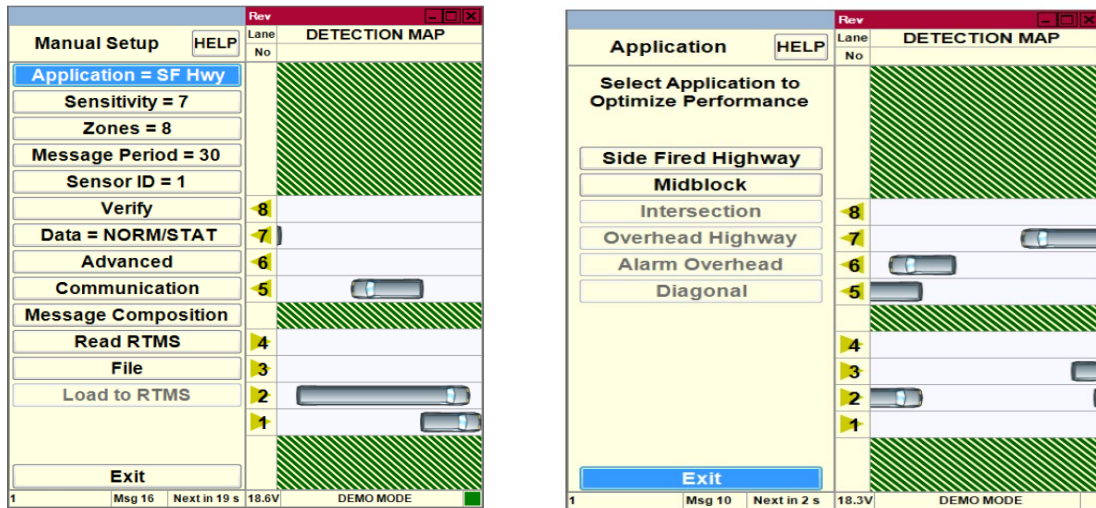 Rev
Manual Setup HELP Lane No DETECTION MAP
Application = SF Hwy
Sensitivity = 7
Zones = 8
Message Period = 30
Sensor ID = 1
Verify 8
Data = NORM/STAT 7
Advanced 6
Communication 5
Message Composition
Read RTMS 4
File 3
Load to RTMS 2
1
Exit
1 Msg 16 Next in 19 s 18.6V DEMO MODE
Rev
Application HELP Lane No DETECTION MAP
Select Application to
Optimize Performance
Side Fired Highway
Midblock
Intersection 8
Overhead Highway 7
Alarm Overhead 6
Diagonal 5
4
3
2
1
Exit
1 Msg 10 Next in 2 s 18.3V DEMO MODE